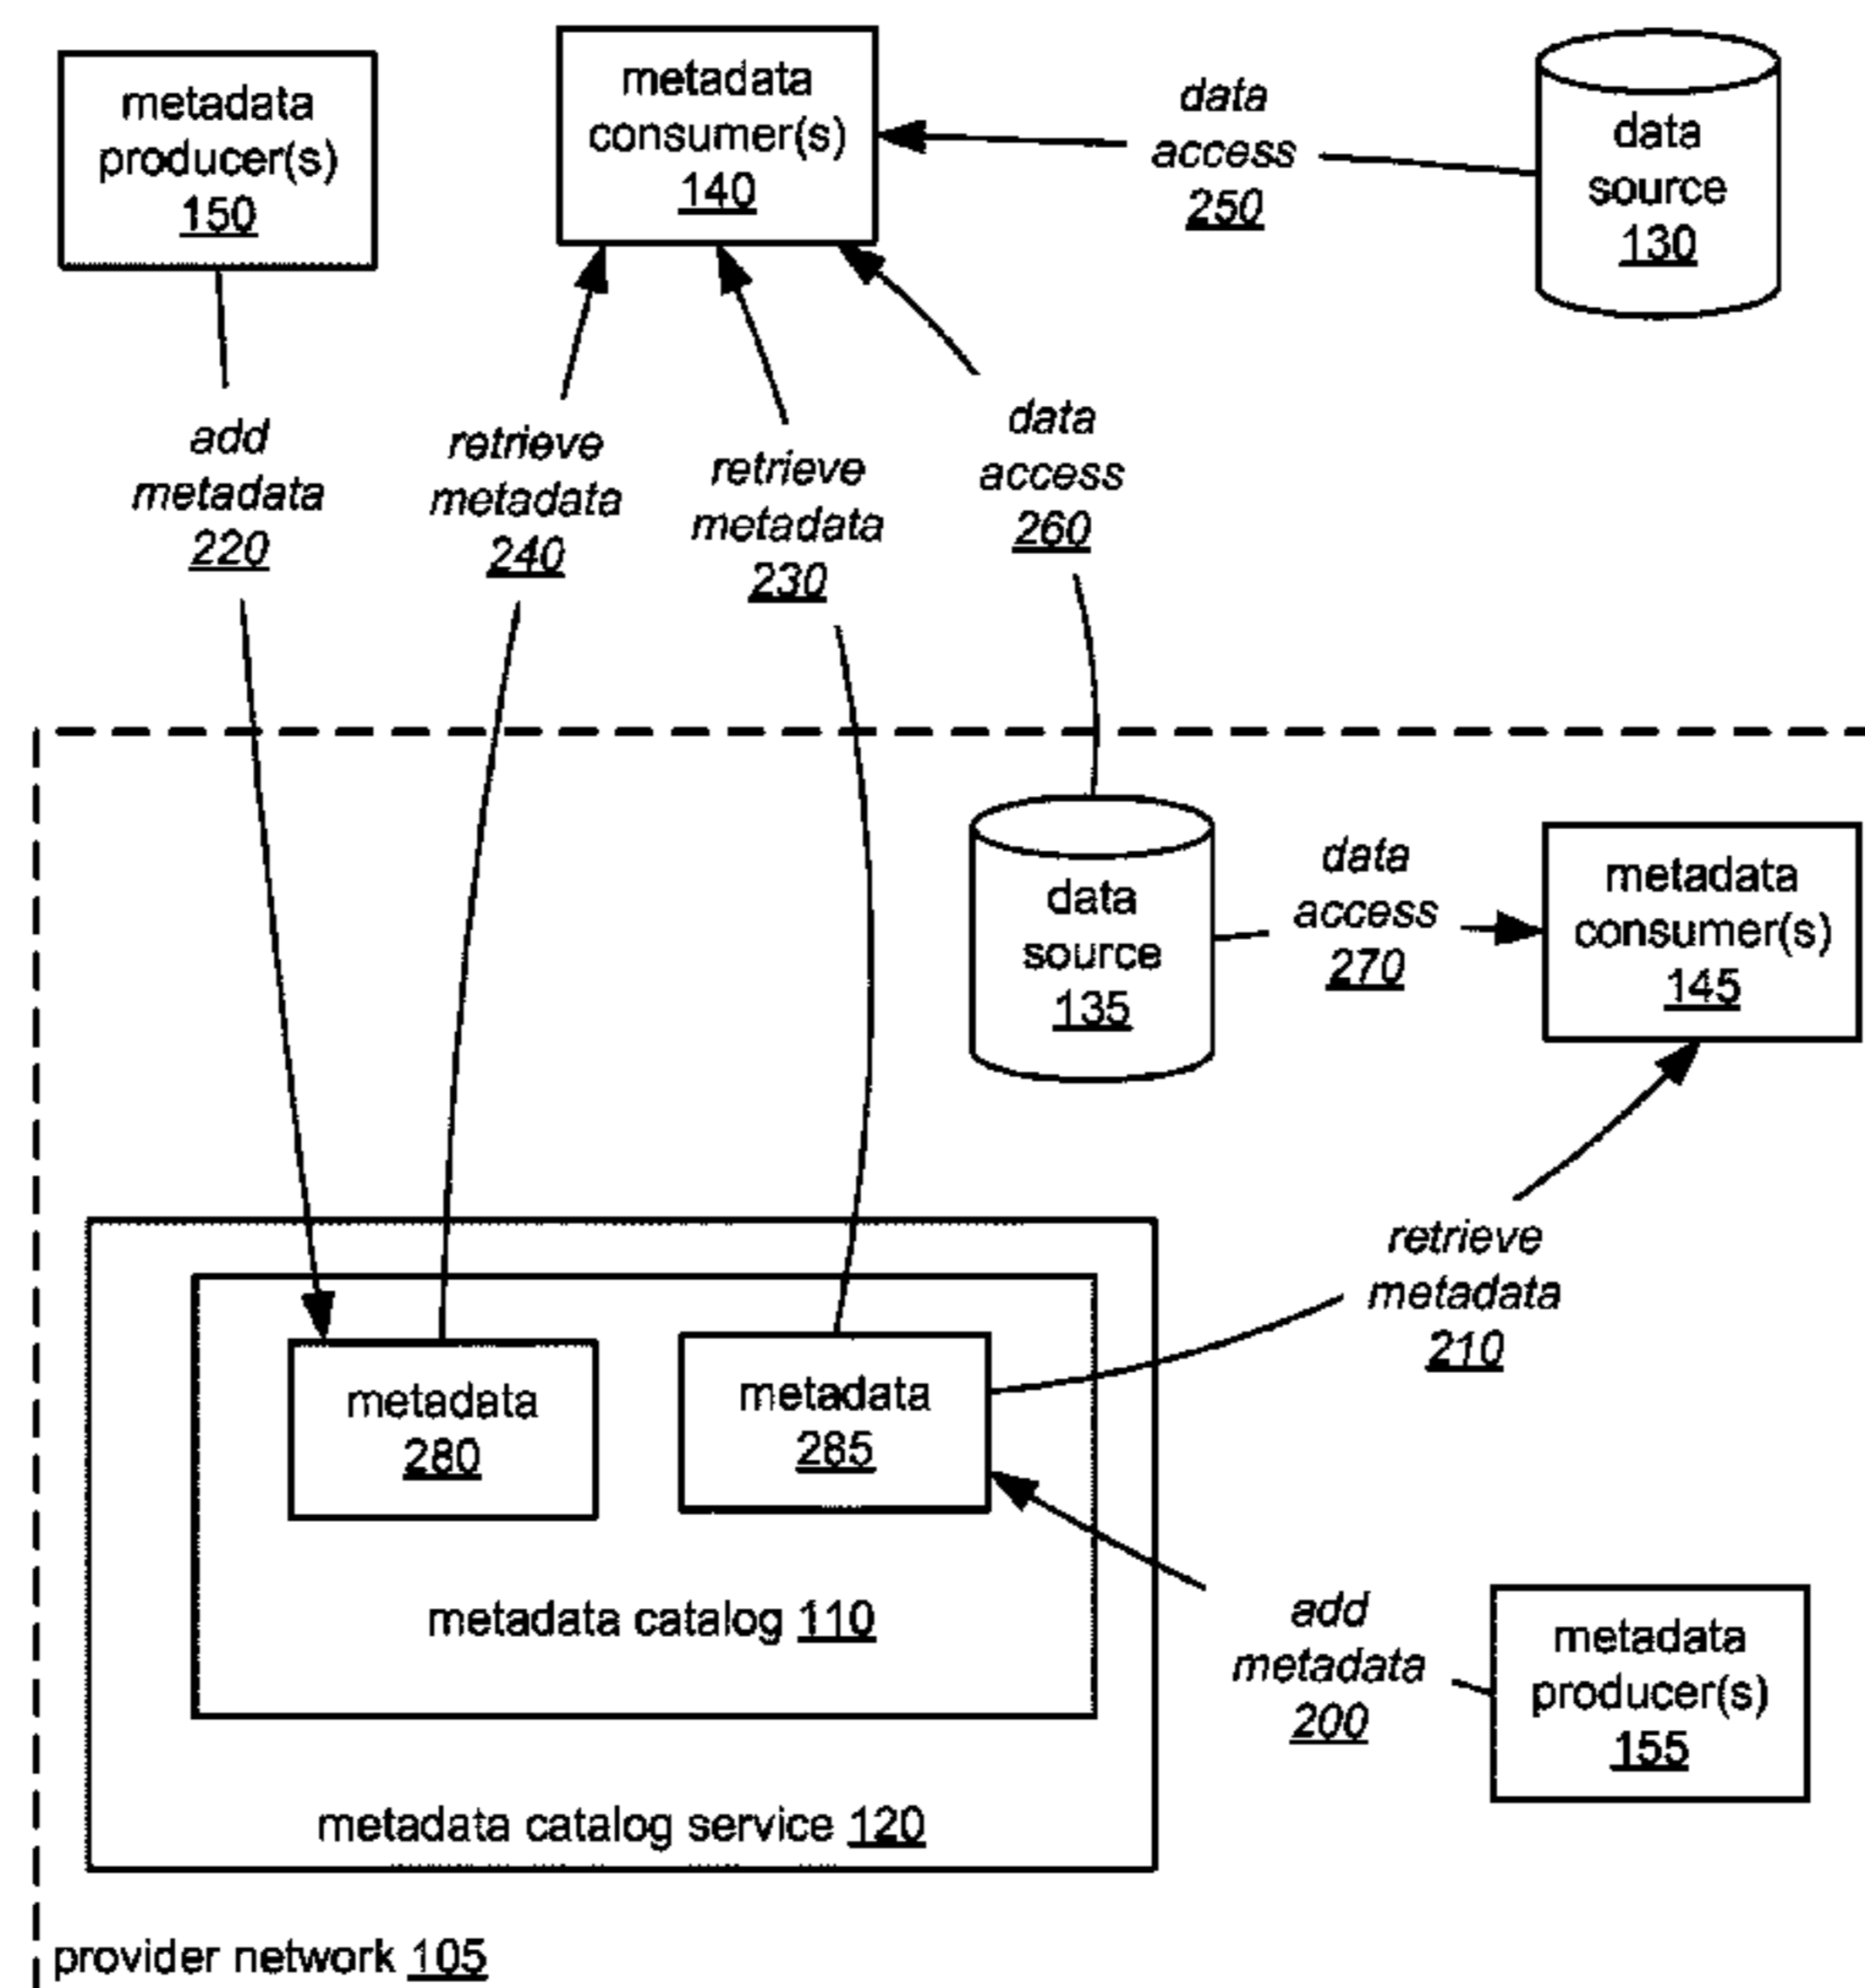 metadata
producer(s)
150
metadata
consumer(s)
140
data
access
250
data
source
130
add
metadata
220
retrieve
metadata
240
retrieve
metadata
230
data
access
260
data
source
135
data
access
270
metadata
consumer(s)
145
retrieve
metadata
210
metadata
280
metadata
285
metadata catalog 110
add
metadata
200
metadata
producer(s)
155
metadata catalog service 120
provider network 105